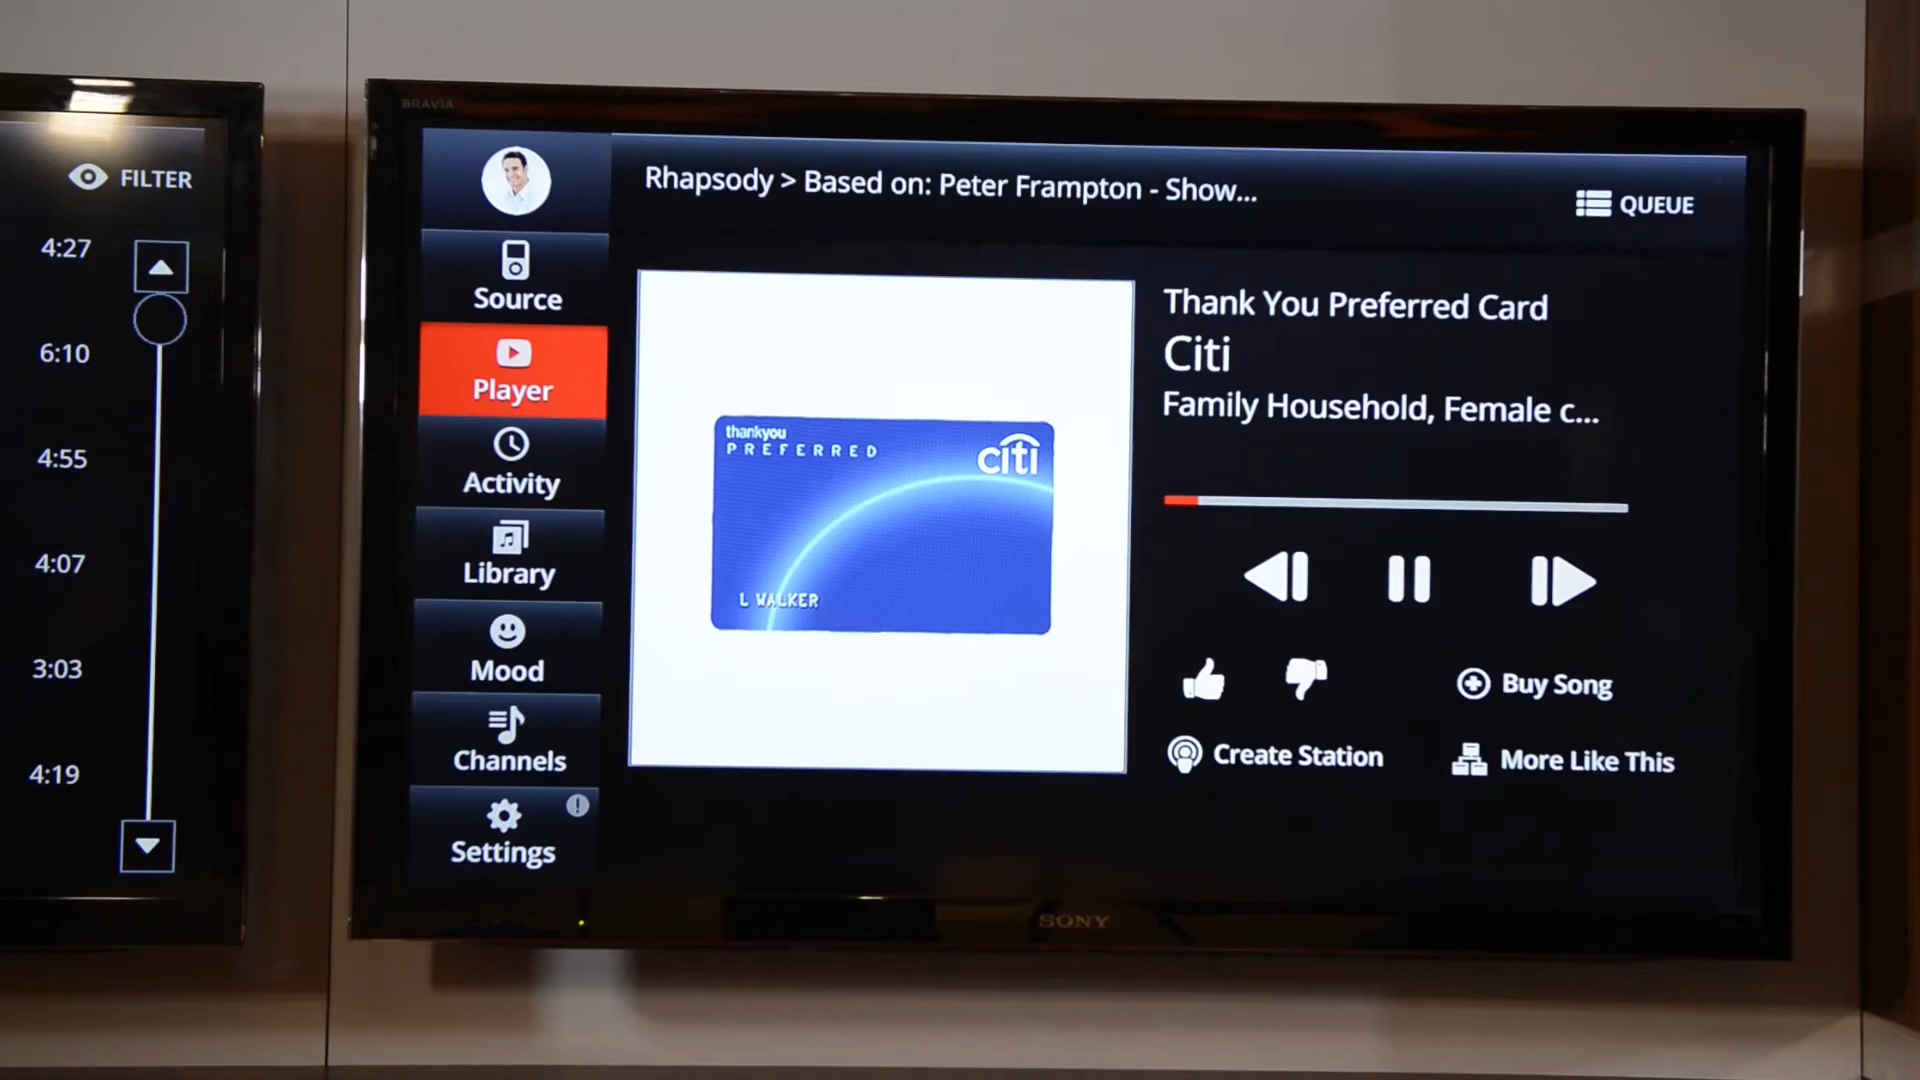 FILTER
4:27
6:10
4:55
4:07
3:03
4:19
BRAVIA
Rhapsody > Based on: Peter Frampton - Show...
QUEUE
Source
Player
Activity
Library
Mood
Channels
Settings
thankyou
PREFERRED
citi
L WALKER
Thank You Preferred Card
Citi
Family Household, Female c...
Buy Song
Create Station
More Like This
SONY